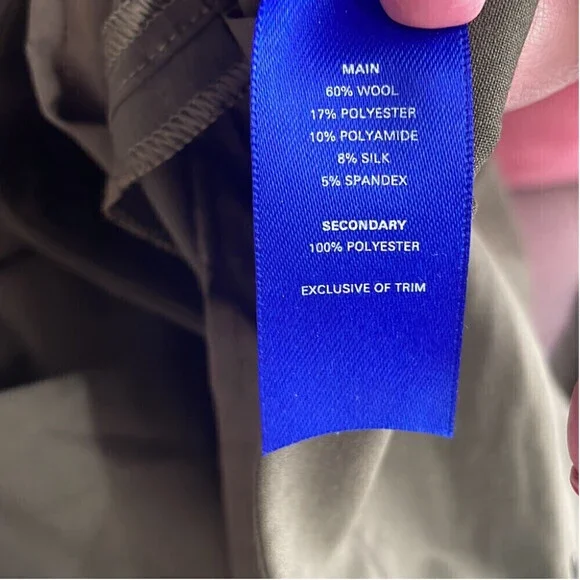 MAIN
60% WOOL
17% POLYESTER
10% POLYAMIDE
8% SILK
5% SPANDEX
SECONDARY
100% POLYESTER
EXCLUSIVE OF TRIM